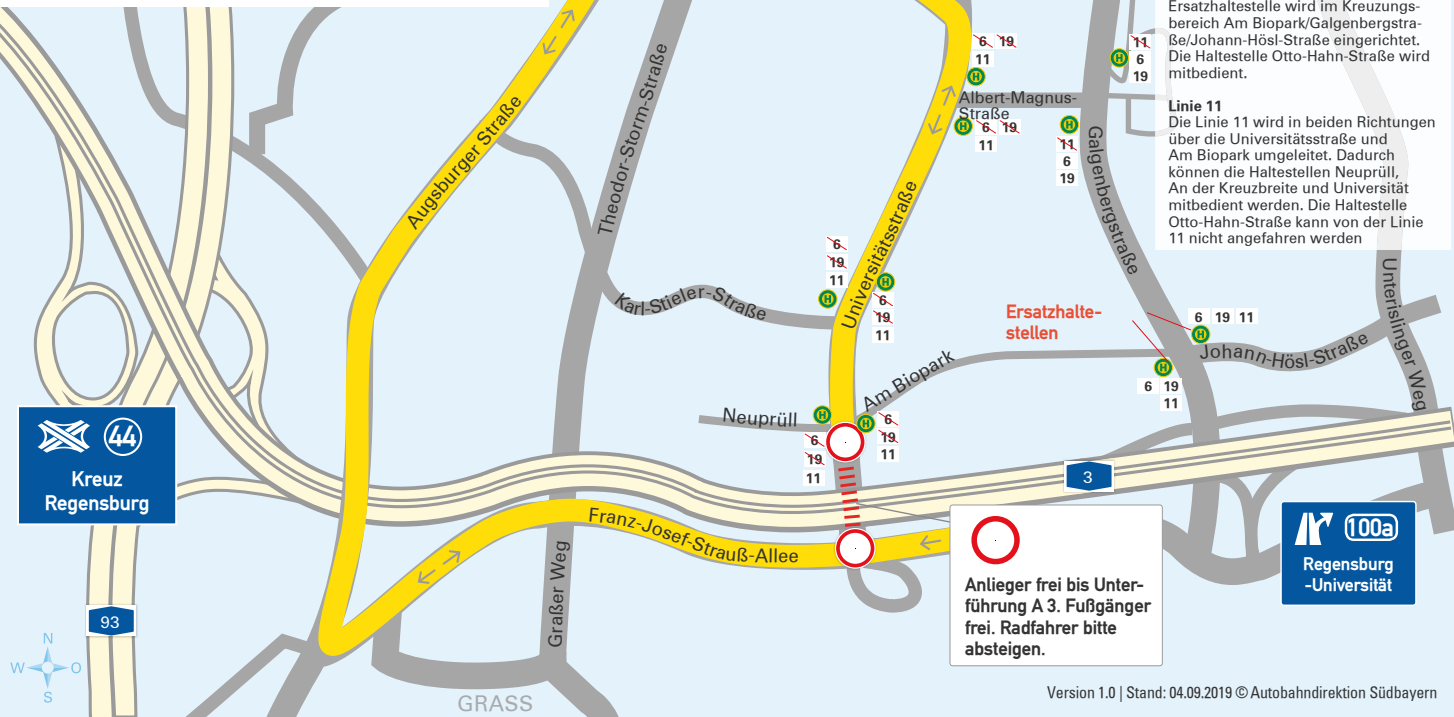 Ersatzhaltestelle wird im Kreuzungs-
bereich Am Biopark/Galgenbergstra-
ße/Johann-Hösl-Straße eingerichtet.
Die Haltestelle Otto-Hahn-Straße wird
mitbedient.
Linie 11
Die Linie 11 wird in beiden Richtungen
über die Universitätsstraße und
Am Biopark umgeleitet. Dadurch
können die Haltestellen Neuprüll,
An der Kreuzbreite und Universität
mitbedient werden. Die Haltestelle
Otto-Hahn-Straße kann von der Linie
11 nicht angefahren werden
6 19
11
H
Albert-Magnus-
Straße
H
6 19
11
11
H
6
19
H
11
6
19
Augsburger Straße
Theodor-Storm-Straße
Universitätsstraße
Galgenbergstraße
Unterislinger Weg
6
19
11
H
H
6
19
11
Karl-Stieler-Straße
Ersatzhalte-
stellen
6 19 11
H
Johann-Hösl-Straße
H
6 19
11
Am Biopark
Neuprüll
H
6
19
11
H
6
19
11
44
Kreuz
Regensburg
3
Franz-Josef-Strauß-Allee
Graßer Weg
Anlieger frei bis Unter-
führung A 3. Fußgänger
frei. Radfahrer bitte
absteigen.
100a
Regensburg
-Universität
93
N
W O
S
GRASS
Version 1.0 | Stand: 04.09.2019 © Autobahndirektion Südbayern